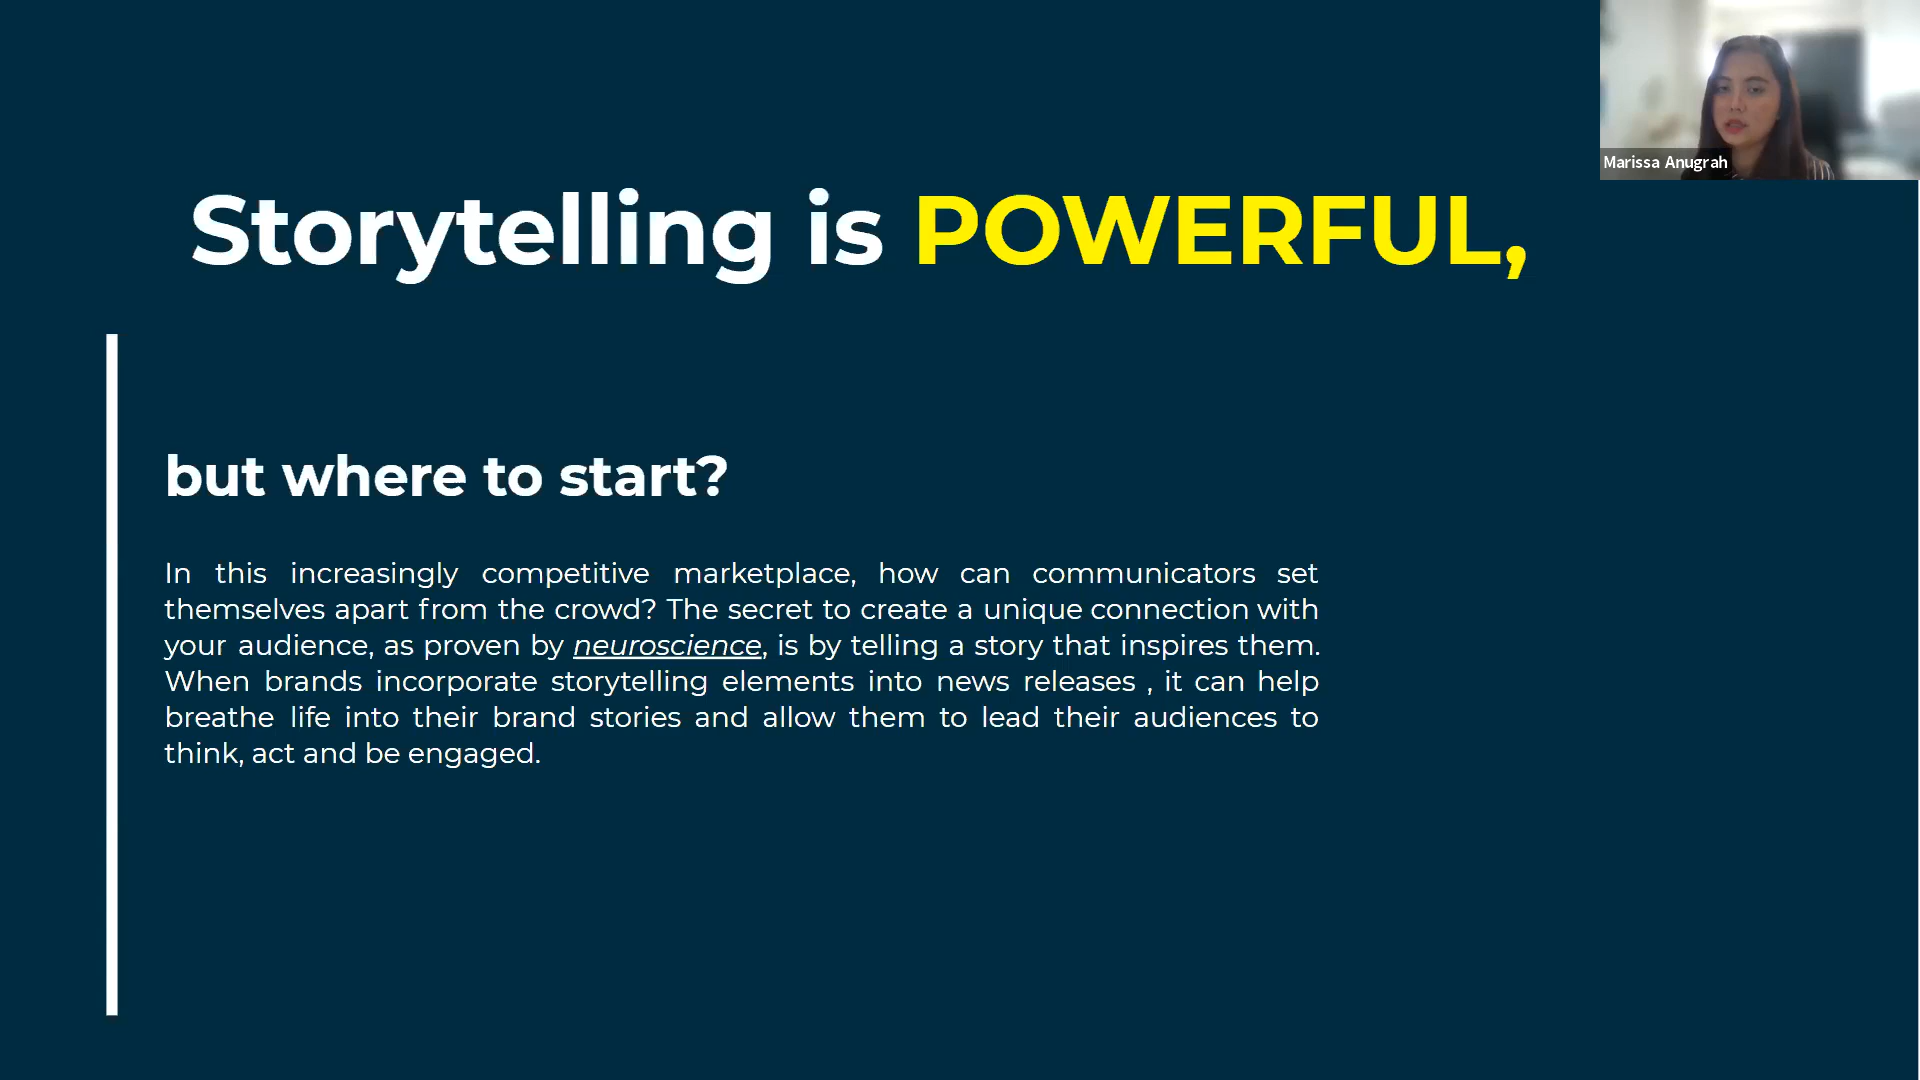 Marissa Anugrah
Storytelling is POWERFUL,
but where to start?
In this increasingly competitive marketplace, how can communicators set
themselves apart from the crowd? The secret to create a unique connection with
your audience, as proven by neuroscience, is by telling a story that inspires them.
When brands incorporate storytelling elements into news releases , it can help
breathe life into their brand stories and allow them to lead their audiences to
think, act and be engaged.